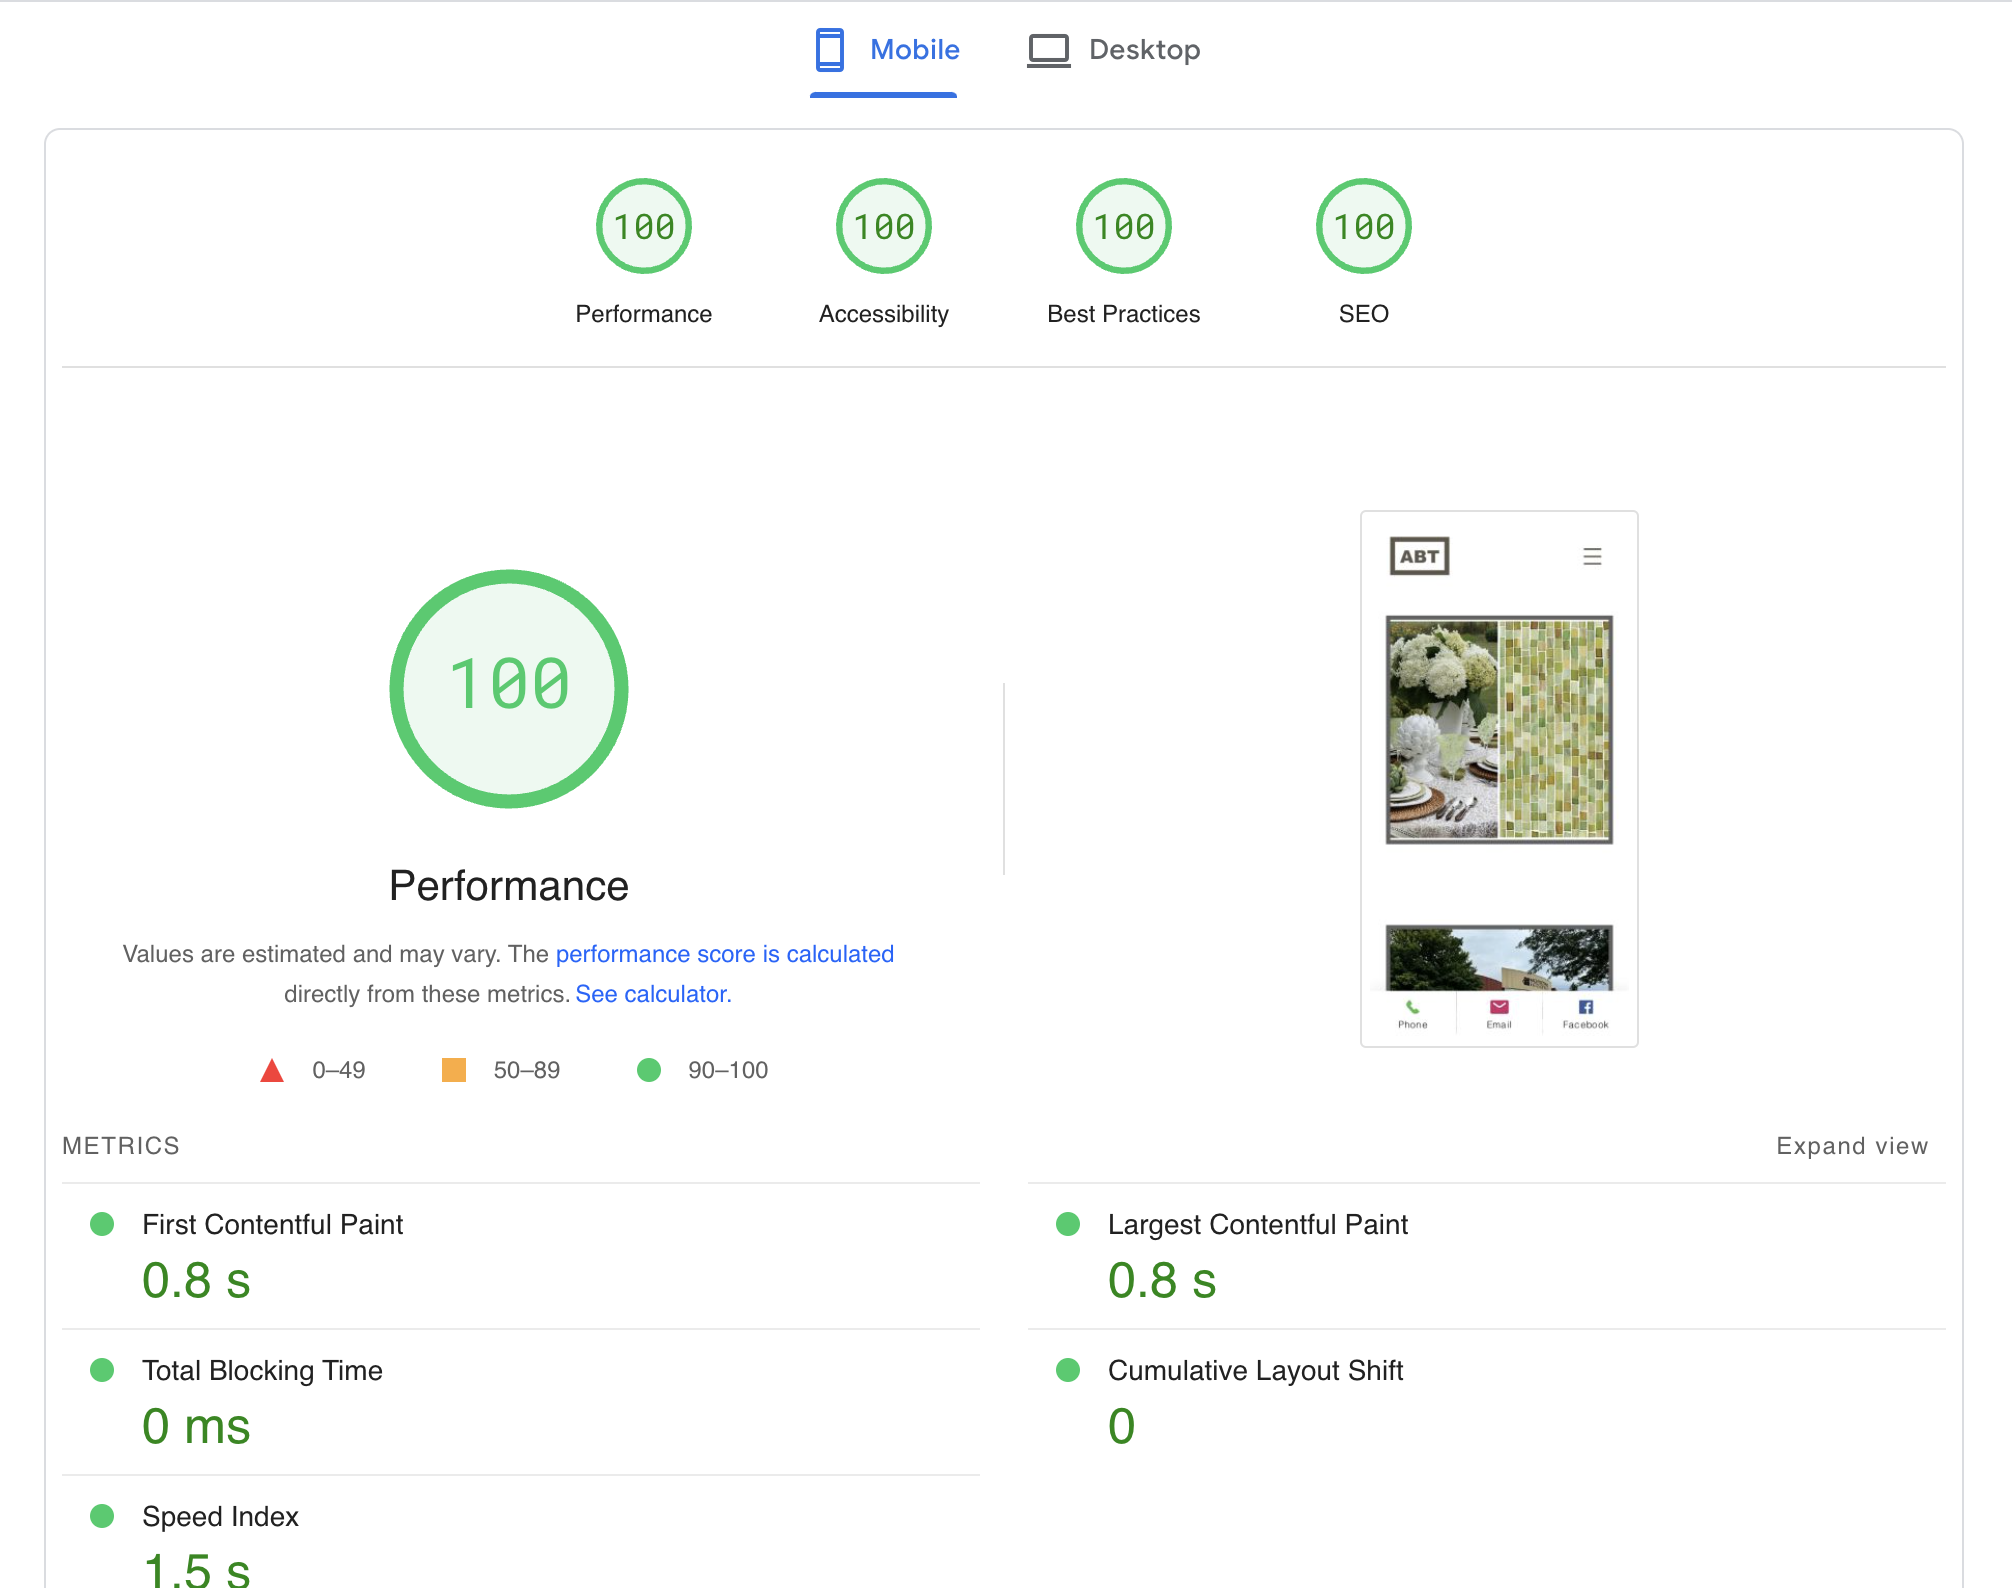 Mobile
Desktop
100
100
100
100
Performance
Accessibility
Best Practices
SEO
100
Performance
Values are estimated and may vary. The performance score is calculated
directly from these metrics. See calculator.
0–49
50–89
90–100
ABT
Phone
Email
Facebook
METRICS
Expand view
First Contentful Paint
0.8 s
Largest Contentful Paint
0.8 s
Total Blocking Time
0 ms
Cumulative Layout Shift
0
Speed Index
1.5 s